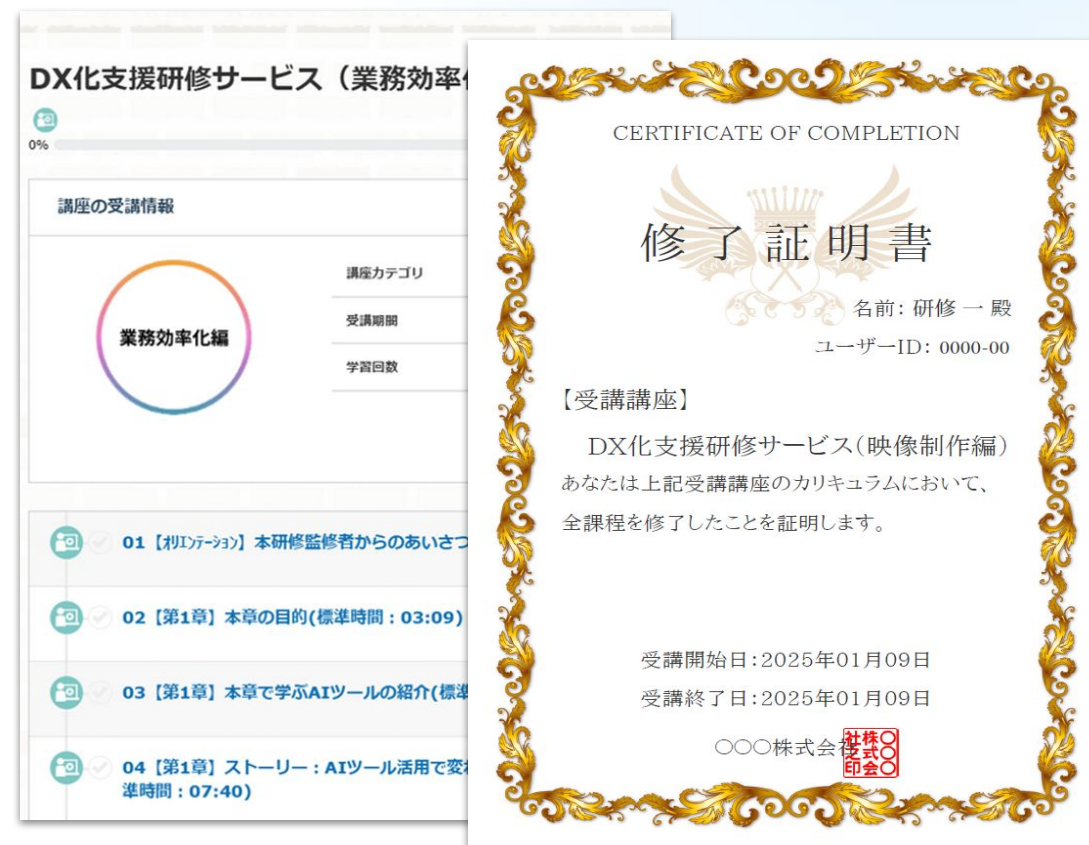 DX化支援研修サービス（業務効率
0%
講座の受講情報
業務効率化編
講座カテゴリ
受講期間
学習回数
01【ｵﾘｴﾝﾃｰｼｮﾝ】本研修監修者からのあいさつ
02【第1章】本章の目的(標準時間：03:09)
03【第1章】本章で学ぶAIツールの紹介(標準
04【第1章】ストーリー：AIツール活用で変
準時間：07:40)
CERTIFICATE OF COMPLETION
修了証明書
名前: 研修 一 殿
ユーザーID: 0000-00
【受講講座】
DX化支援研修サービス(映像制作編)
あなたは上記受講講座のカリキュラムにおいて、
全課程を修了したことを証明します。
受講開始日:2025年01月09日
受講終了日:2025年01月09日
○○○株式会社
株式会社○○○之印